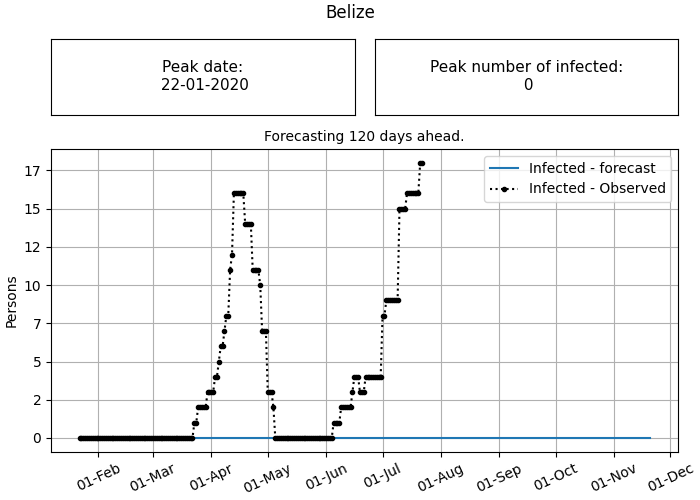 Belize
Peak date:
22-01-2020
Peak number of infected:
0
Forecasting 120 days ahead.
Infected - forecast
Infected - Observed
Persons
17
15
12
10
7
5
2
0
01-Feb
01-Mar
01-Apr
01-May
01-Jun
01-Jul
01-Aug
01-Sep
01-Oct
01-Nov
01-Dec